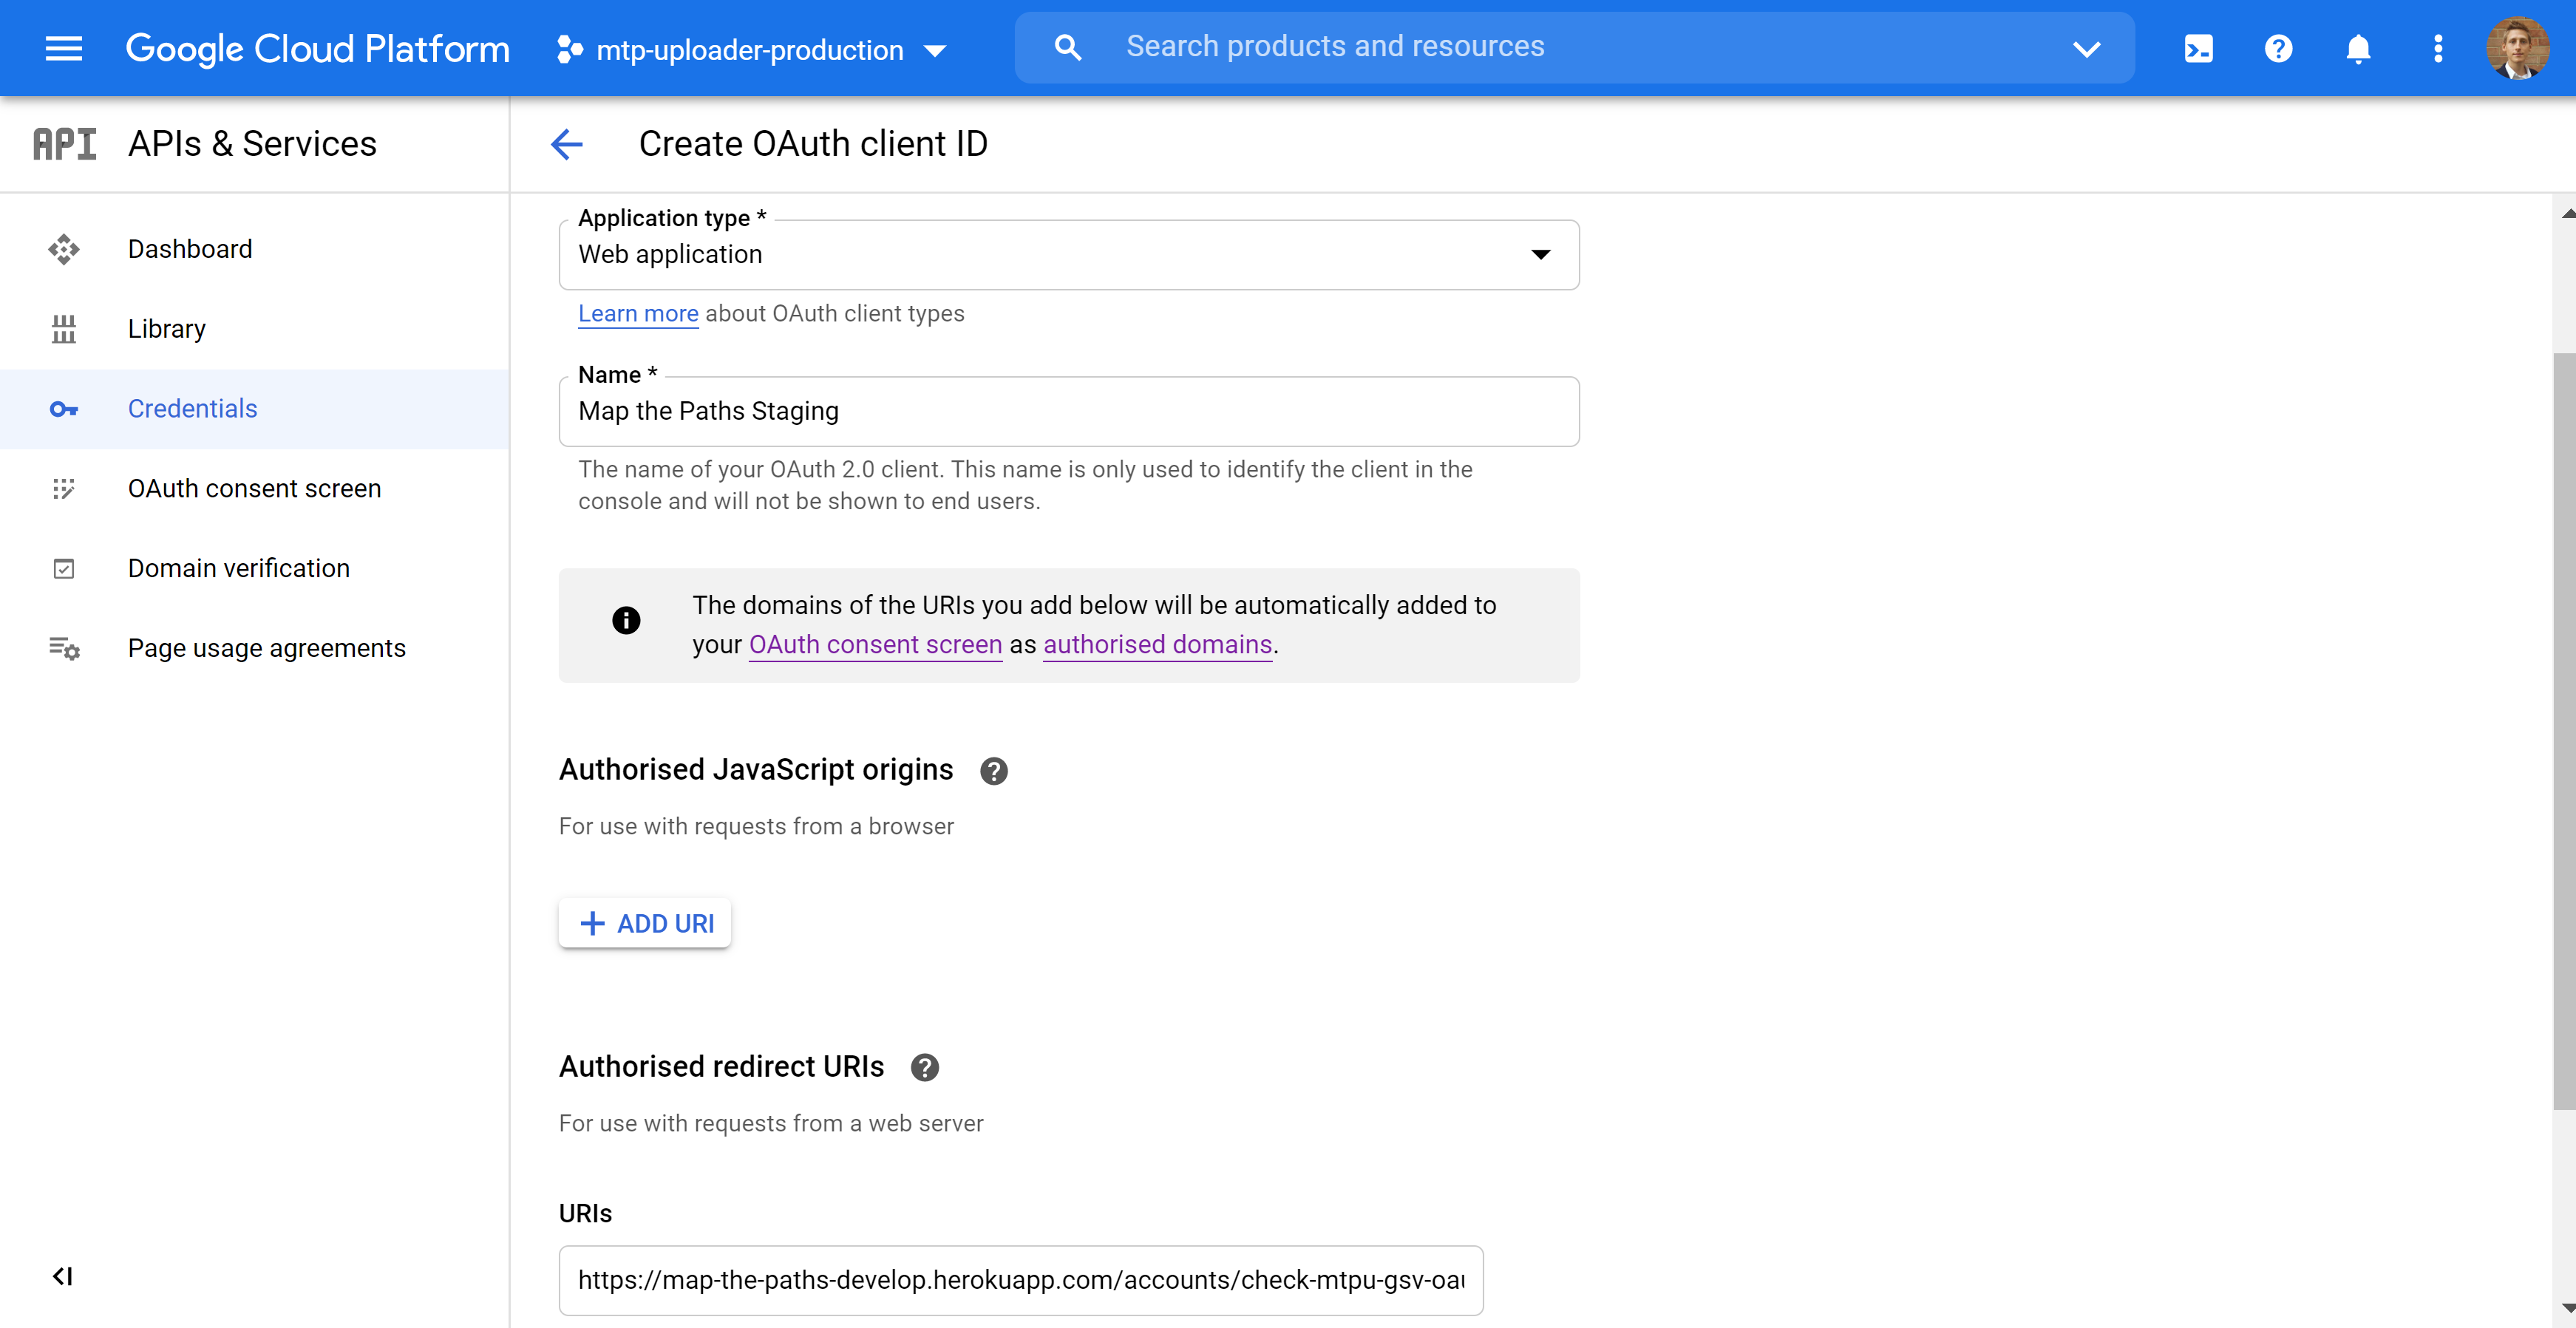 Google Cloud Platform
mtp-uploader-production
Search products and resources
API
APIs & Services
Create OAuth client ID
Dashboard
Library
Credentials
OAuth consent screen
Domain verification
Page usage agreements
Application type *
Web application
Learn more about OAuth client types
Name *
Map the Paths Staging
The name of your OAuth 2.0 client. This name is only used to identify the client in the
console and will not be shown to end users.
The domains of the URIs you add below will be automatically added to
your OAuth consent screen as authorised domains.
Authorised JavaScript origins
For use with requests from a browser
ADD URI
Authorised redirect URIs
For use with requests from a web server
URIs
https://map-the-paths-develop.herokuapp.com/accounts/check-mtpu-gsv-oau